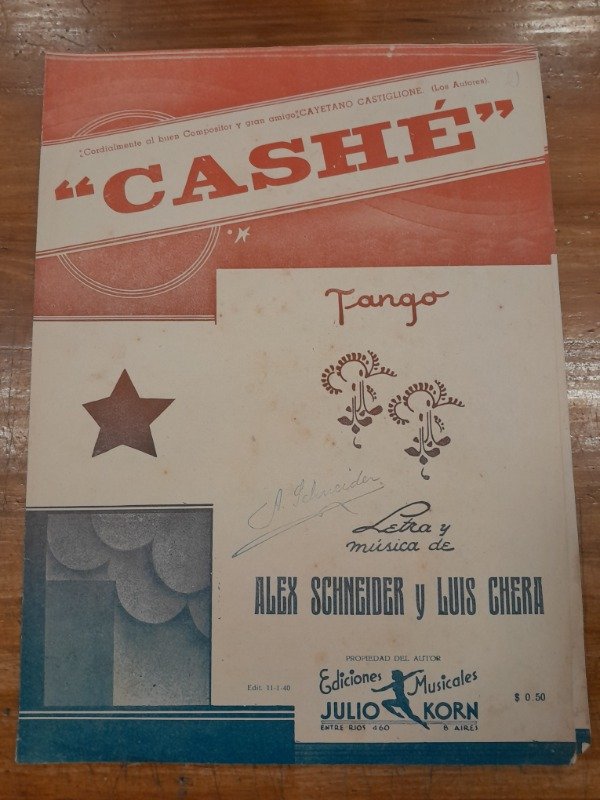 "Cordialmente al buen Compositor y gran amigo", CAYETANO CASTIGLIONE. (Los Autores).
"CASHÉ"
Tango
A. Schneider
Letra y
música de
ALEX SCHNEIDER y LUIS CHERA
PROPIEDAD DEL AUTOR
Ediciones Musicales
JULIO KORN
ENTRE RIOS 460 B AIRES
Edit. 11-1-40
$ 0.50